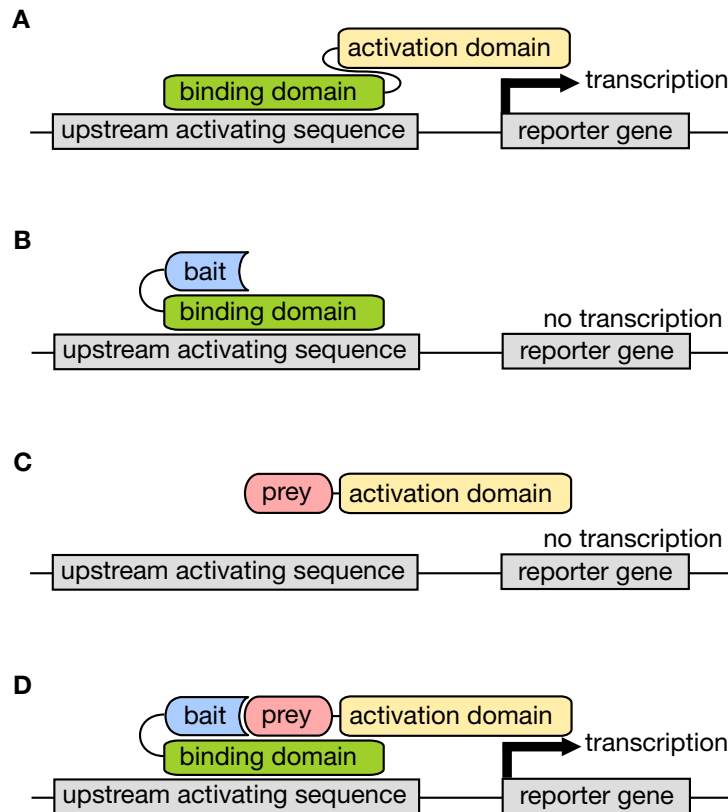 A
activation domain
binding domain
transcription
upstream activating sequence
reporter gene
B
bait
binding domain
no transcription
upstream activating sequence
reporter gene
C
prey
activation domain
no transcription
upstream activating sequence
reporter gene
D
bait
prey
activation domain
binding domain
transcription
upstream activating sequence
reporter gene